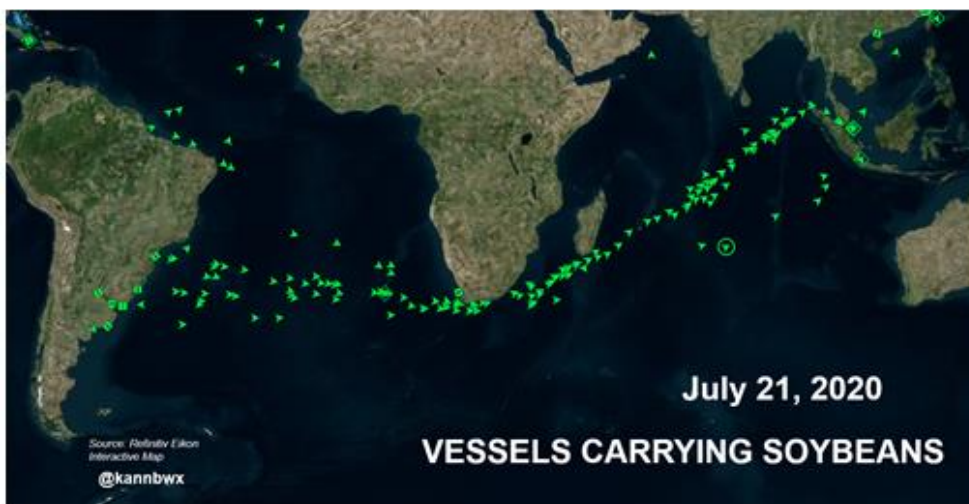 July 21, 2020
VESSELS CARRYING SOYBEANS
Source: Refinitiv Eikon
Interactive Map
@kannbwx